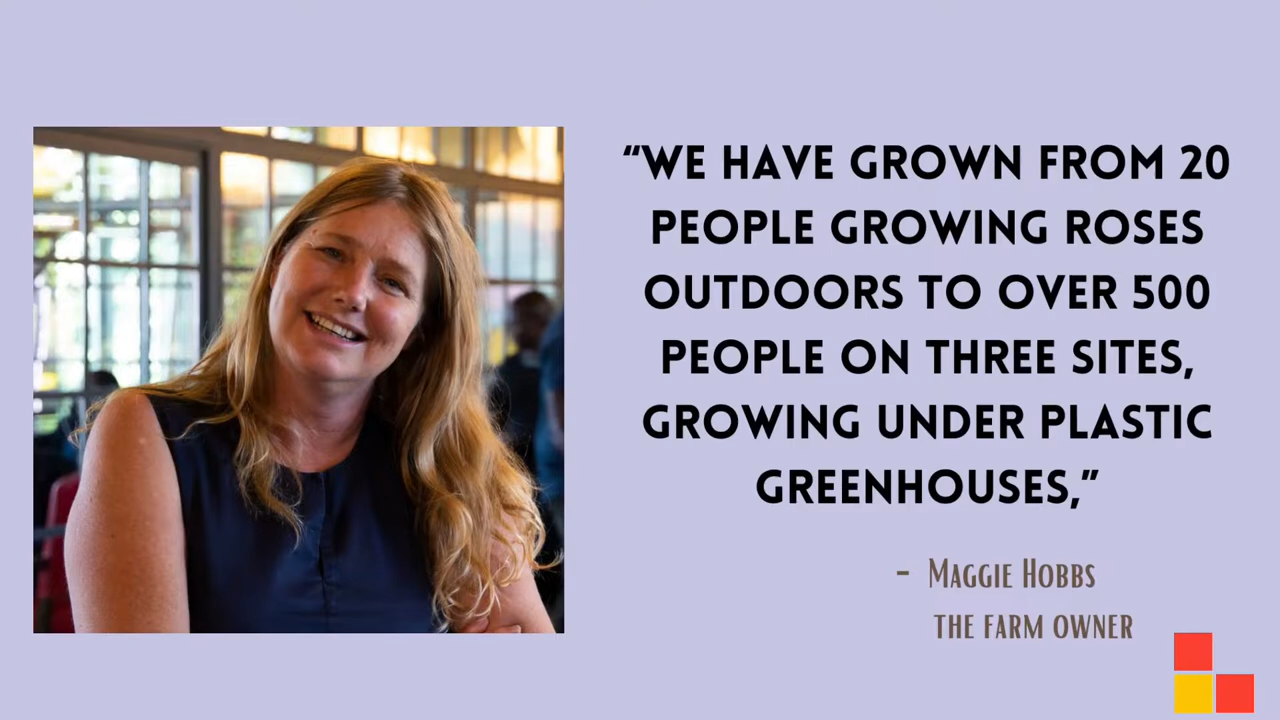 “WE HAVE GROWN FROM 20
PEOPLE GROWING ROSES
OUTDOORS TO OVER 500
PEOPLE ON THREE SITES,
GROWING UNDER PLASTIC
GREENHOUSES,”
- MAGGIE HOBBS
THE FARM OWNER